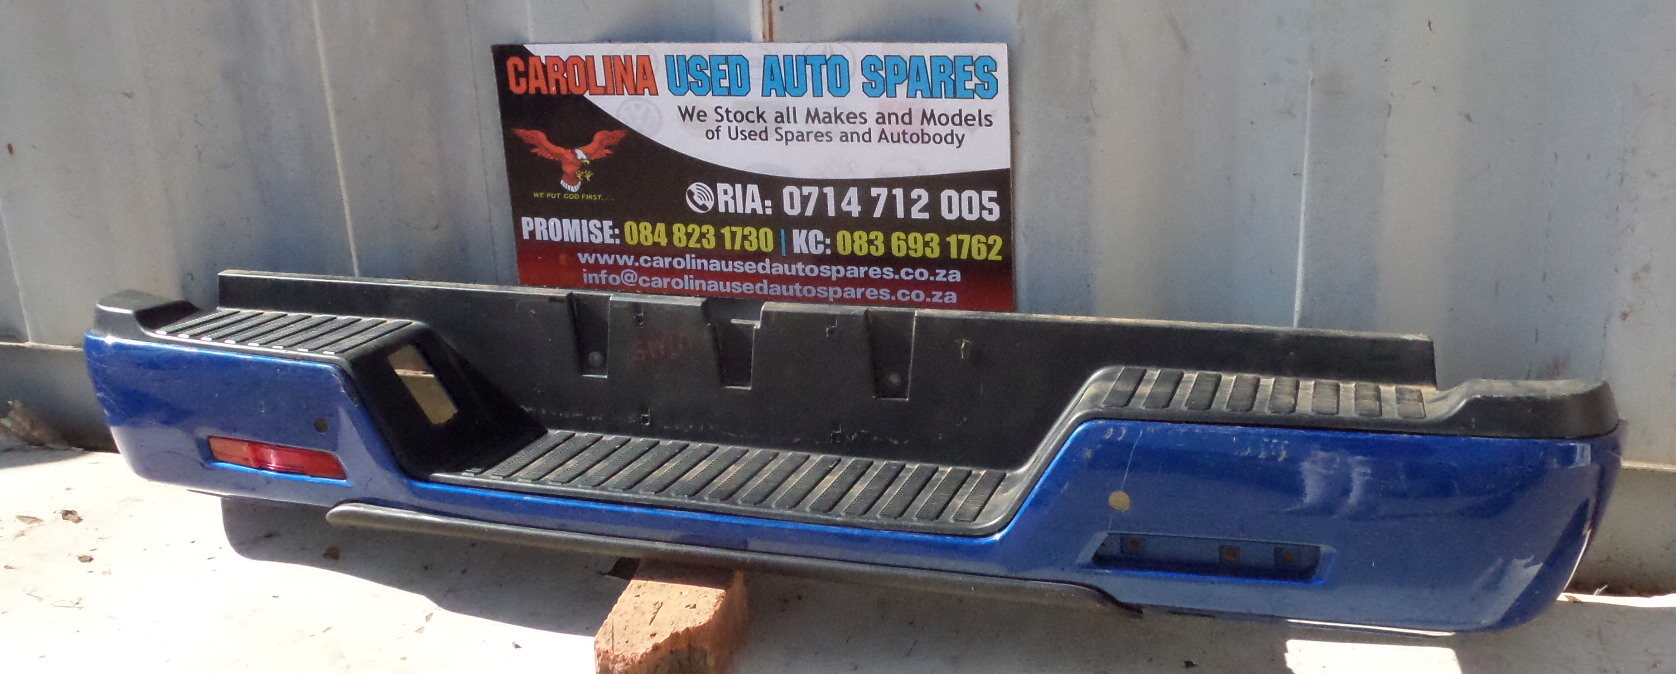 CAROLINA USED AUTO SPARES
We Stock all Makes and Models
of Used Spares and Autobody
WE PUT GOD FIRST.....
RIA: 0714 712 005
PROMISE: 084 823 1730 | KC: 083 693 1762
www.carolinausedautospares.co.za
info@carolinausedautospares.co.za